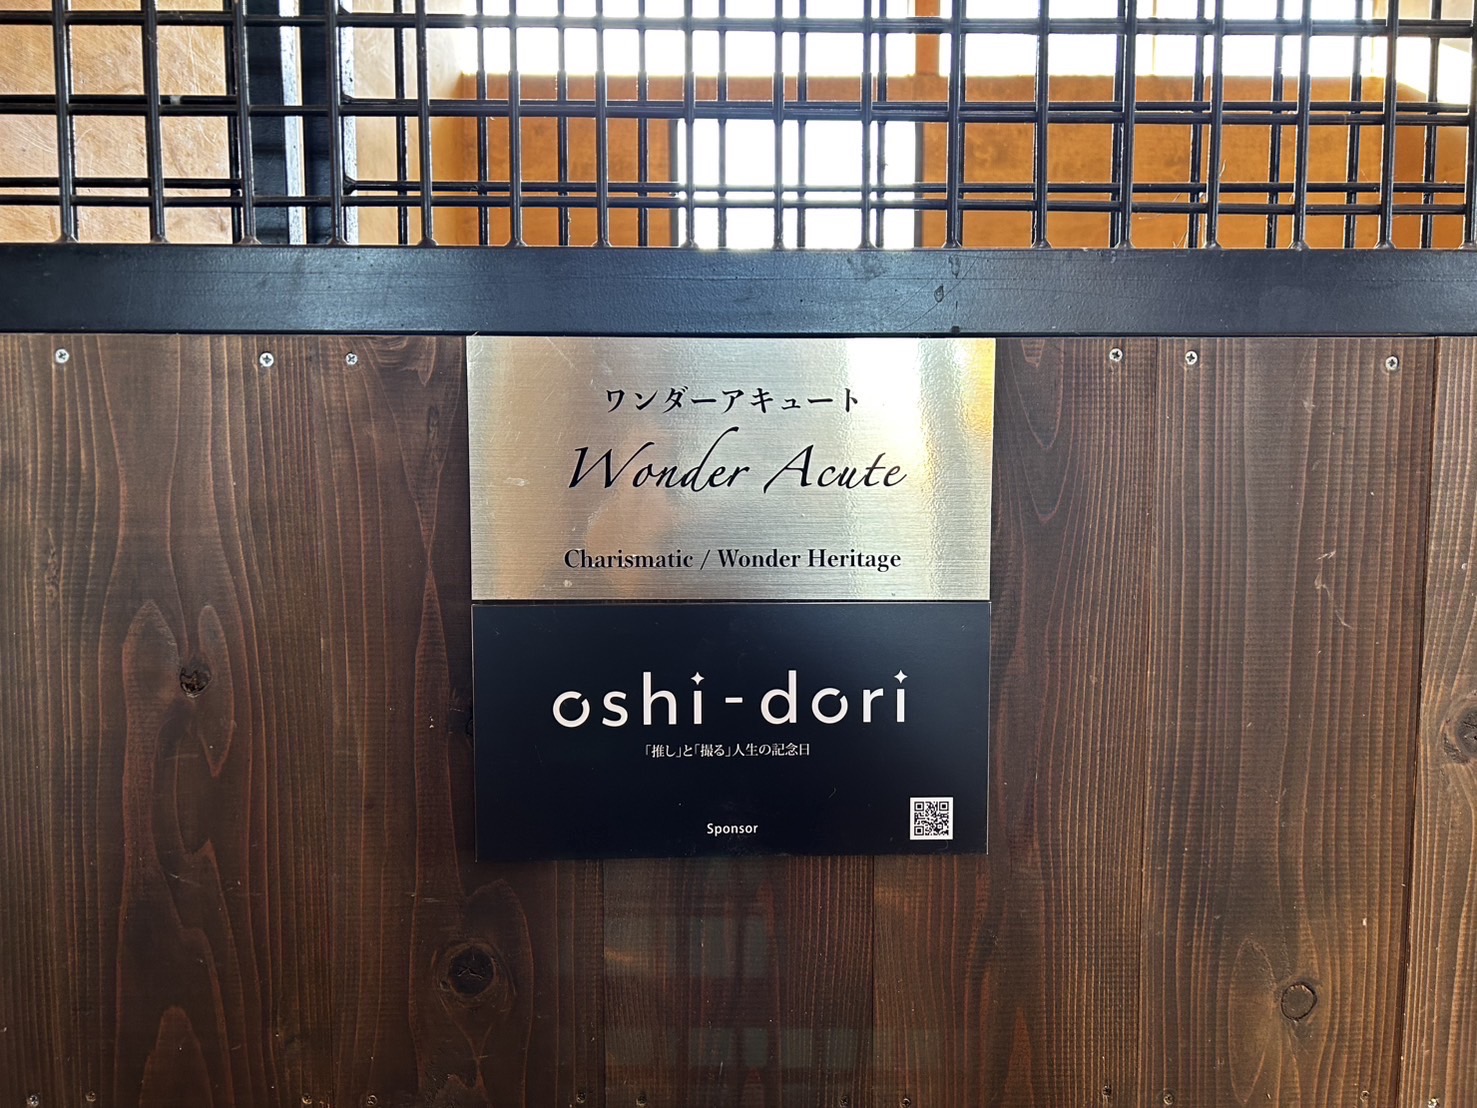 ワンダーアキュート
Wonder Acute
Charismatic / Wonder Heritage
oshi-dori
「推し」と「撮る」人生の記念日
Sponsor